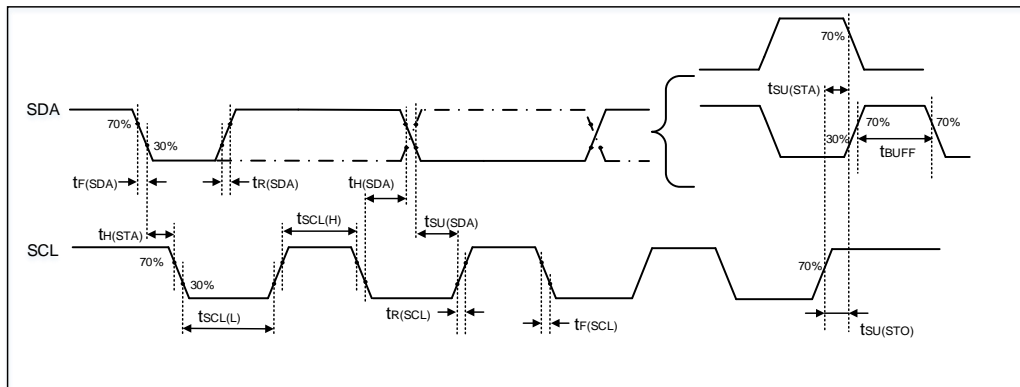 70%
tSU(STA)
SDA
70%
30%
30%
70%
70%
tBUFF
tF(SDA)
tR(SDA)
tH(SDA)
tSCL(H)
tSU(SDA)
tH(STA)
SCL
70%
30%
70%
tSCL(L)
tR(SCL)
tF(SCL)
tSU(STO)